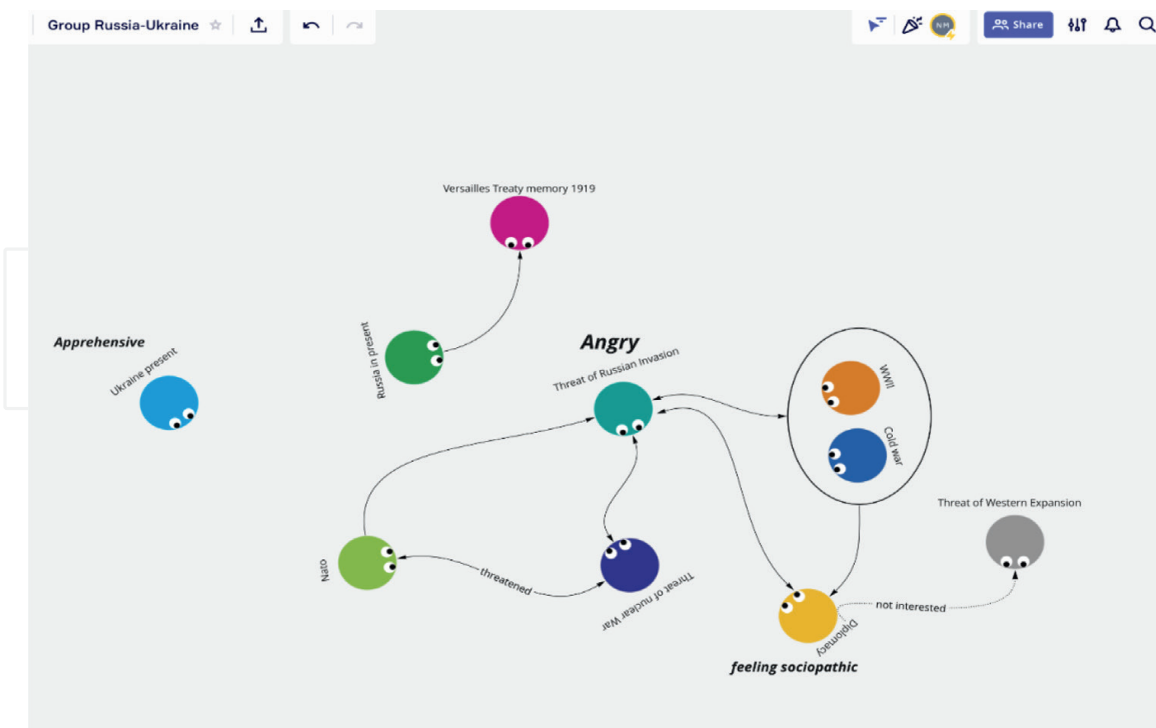 Group Russia-Ukraine
NM
Share
Versailles Treaty memory 1919
Apprehensive
Ukraine present
Russia in present
Angry
Threat of Russian Invasion
WWII
Cold war
Threat of Western Expansion
Nato
threatened
Threat of nuclear War
not interested
Diplomacy
feeling sociopathic